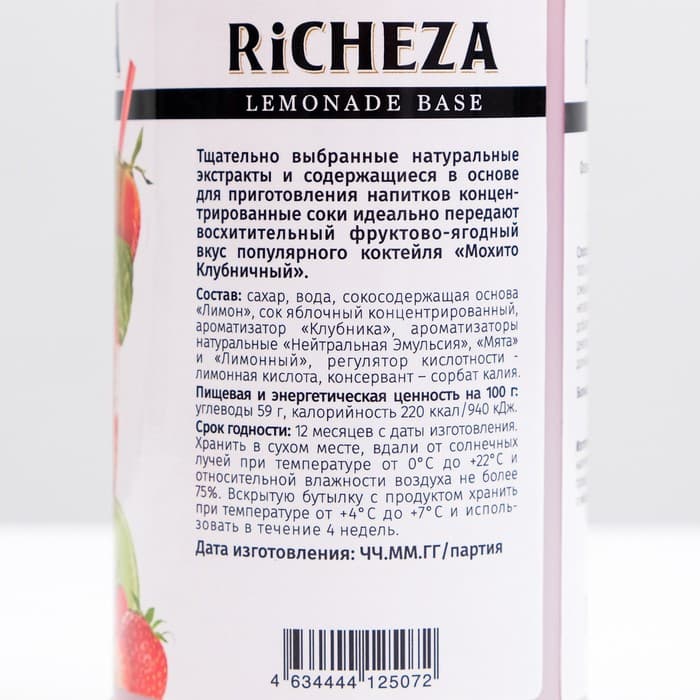 RiCHEZA
LEMONADE BASE
Тщательно выбранные натуральные
экстракты и содержащиеся в основе
для приготовления напитков концен-
трированные соки идеально передают
восхитительный фруктово-ягодный
вкус популярного коктейля «Мохито
Клубничный».
Состав: сахар, вода, сокосодержащая основа
«Лимон», сок яблочный концентрированный,
ароматизатор «Клубника», ароматизаторы
натуральные «Нейтральная Эмульсия», «Мята»
и «Лимонный», регулятор кислотности -
лимонная кислота, консервант – сорбат калия.
Пищевая и энергетическая ценность на 100 г:
углеводы 59 г, калорийность 220 ккал/940 кДж.
Срок годности: 12 месяцев с даты изготовления.
Хранить в сухом месте, вдали от солнечных
лучей при температуре от 0°С до +22°С и
относительной влажности воздуха не более
75%. Вскрытую бутылку с продуктом хранить
при температуре от +4°С до +7°С и исполь-
зовать в течение 4 недель.
Дата изготовления: ЧЧ.ММ.ГГ/партия
4 634444 125072